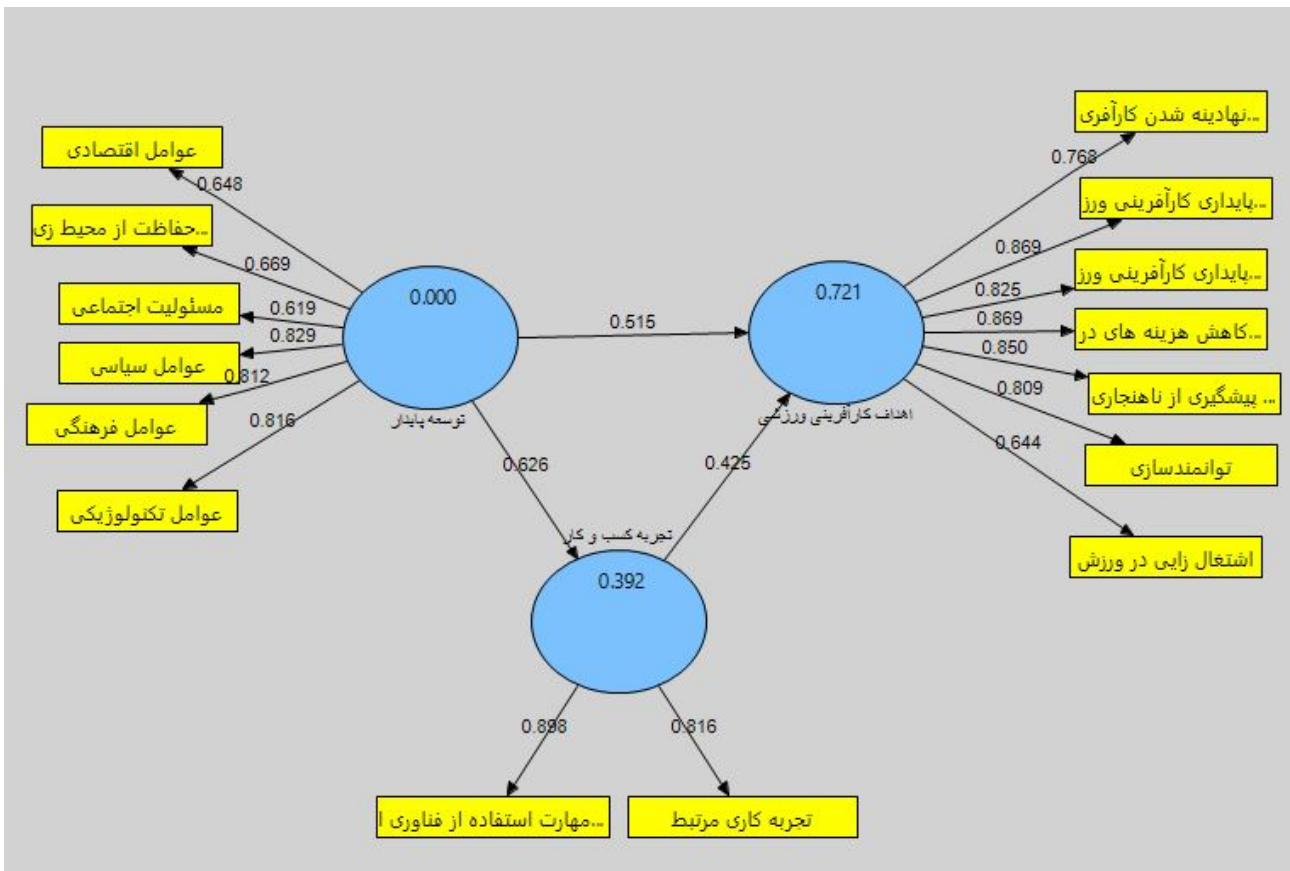 عوامل اقتصادی
0.648
حفاظت از محیط زی...
0.669
مسئولیت اجتماعی
0.619
عوامل سیاسی
0.829
عوامل فرهنگی
0.812
عوامل تکنولوژیکی
0.816
0.000
توسعه پایدار
0.515
0.626
0.721
اهداف کارآفرینی ورزشی
0.425
نهادینه شدن کارآفری...
0.768
پایداری کارآفرینی ورز...
0.869
پایداری کارآفرینی ورز...
0.825
کاهش هزینه های در...
0.869
پیشگیری از ناهنجاری ...
0.850
توانمندسازی
0.809
اشتغال زایی در ورزش
0.644
تجربه کسب و کار
0.392
0.898
0.816
مهارت استفاده از فناوری ا...
تجربه کاری مرتبط